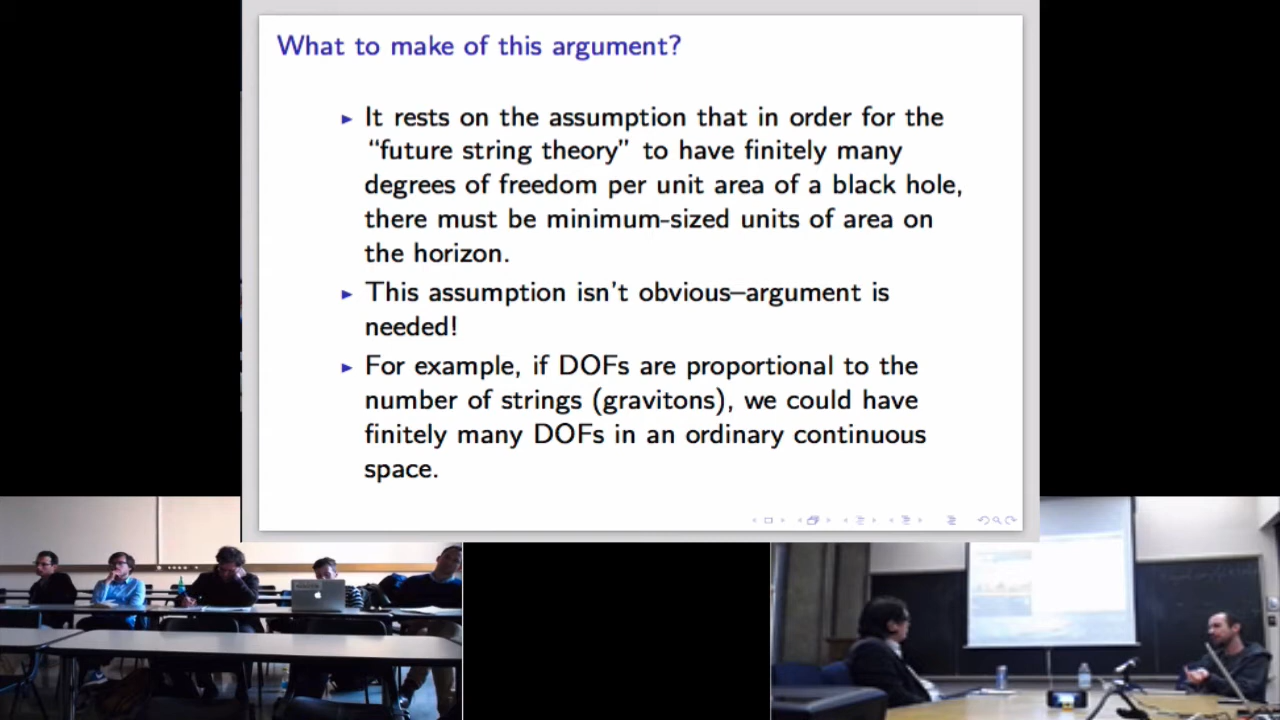 What to make of this argument?
► It rests on the assumption that in order for the
“future string theory” to have finitely many
degrees of freedom per unit area of a black hole,
there must be minimum-sized units of area on
the horizon.
► This assumption isn't obvious–argument is
needed!
► For example, if DOFs are proportional to the
number of strings (gravitons), we could have
finitely many DOFs in an ordinary continuous
space.